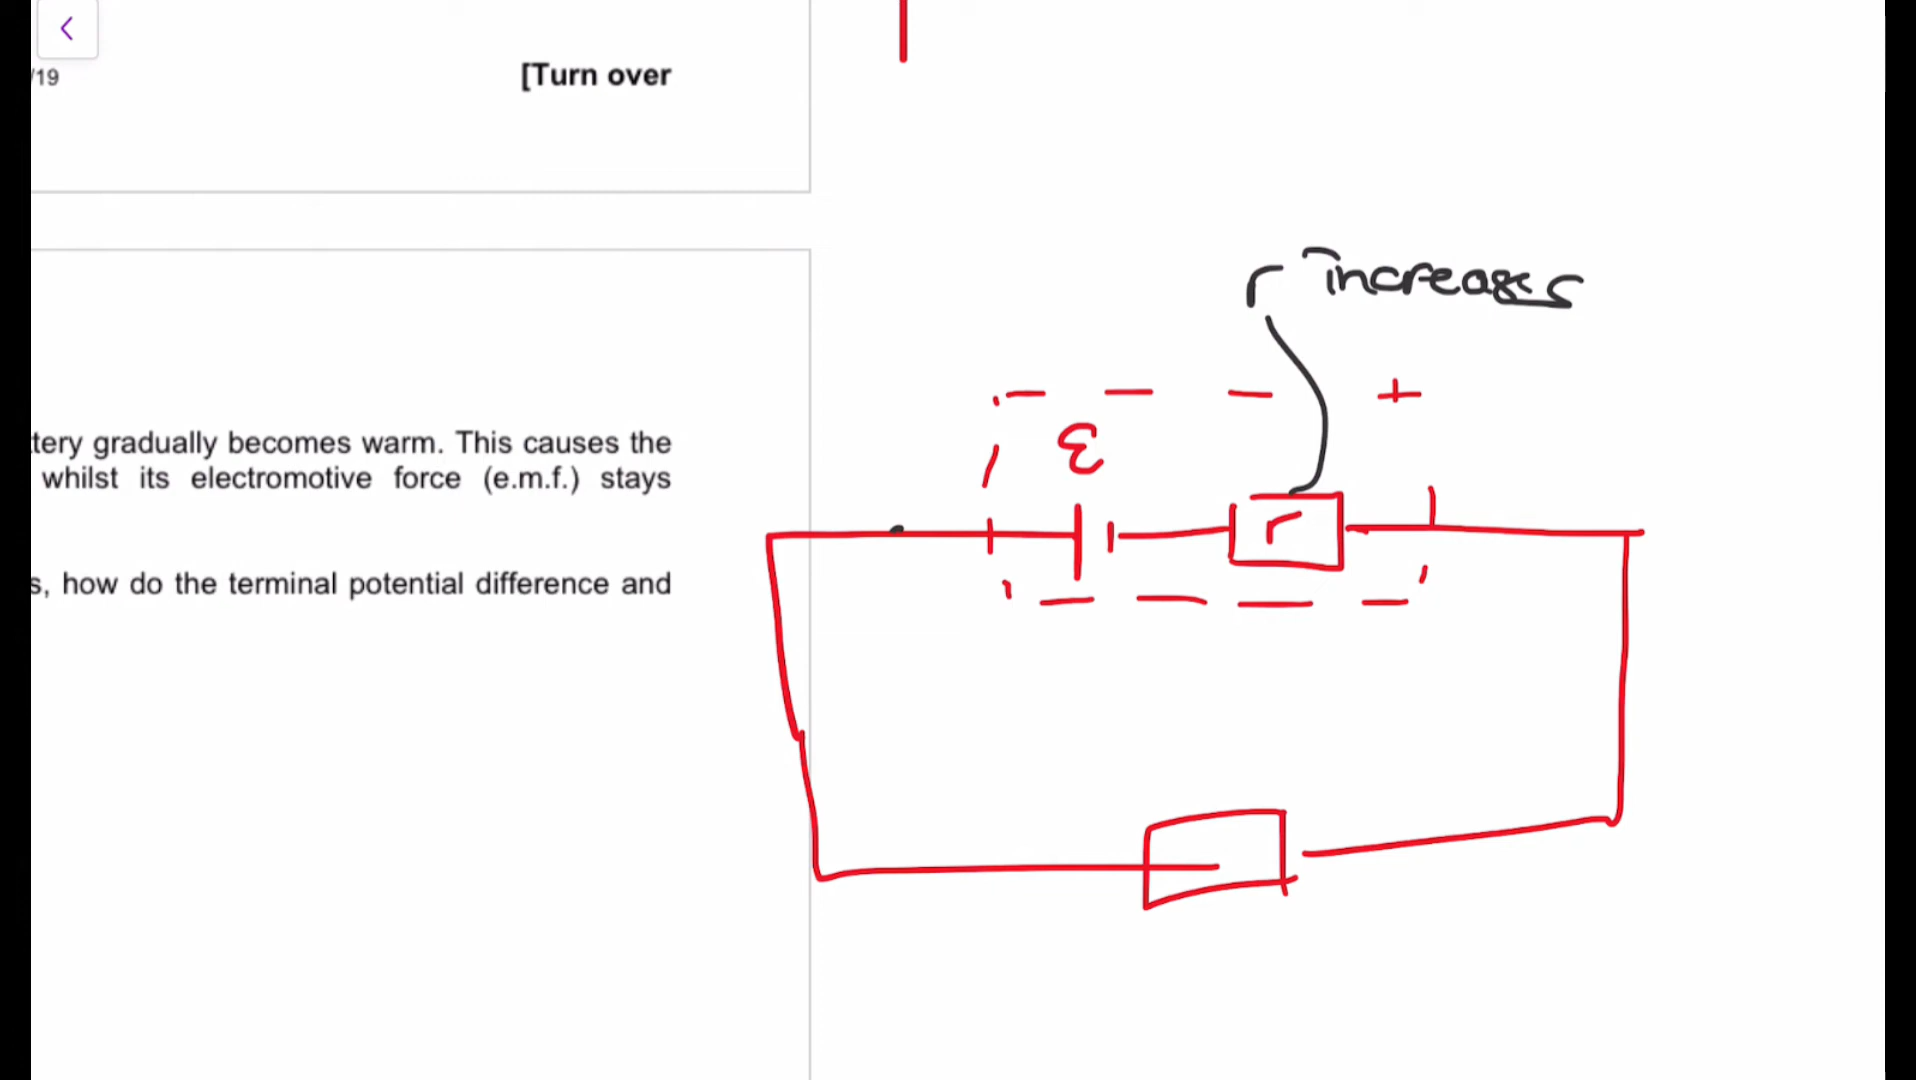 /19
[Turn over
tery gradually becomes warm. This causes the
whilst its electromotive force (e.m.f.) stays
s, how do the terminal potential difference and
r increases
ε
r